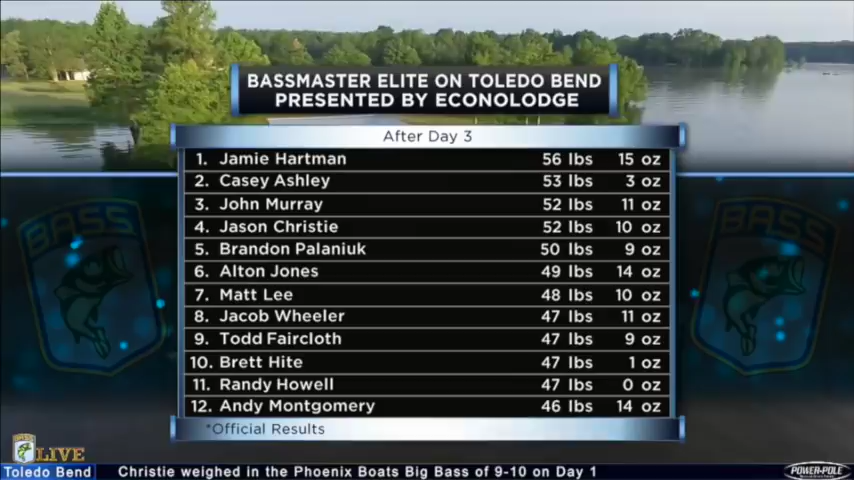 BASSMASTER ELITE ON TOLEDO BEND
PRESENTED BY ECONOLODGE
After Day 3
1. Jamie Hartman 56 lbs 15 oz
2. Casey Ashley 53 lbs 3 oz
3. John Murray 52 lbs 11 oz
4. Jason Christie 52 lbs 10 oz
5. Brandon Palaniuk 50 lbs 9 oz
6. Alton Jones 49 lbs 14 oz
7. Matt Lee 48 lbs 10 oz
8. Jacob Wheeler 47 lbs 11 oz
9. Todd Faircloth 47 lbs 9 oz
10. Brett Hite 47 lbs 1 oz
11. Randy Howell 47 lbs 0 oz
12. Andy Montgomery 46 lbs 14 oz
*Official Results
BASS
BASS
BASS
LIVE
Toledo Bend Christie weighed in the Phoenix Boats Big Bass of 9-10 on Day 1
POWER-POLE